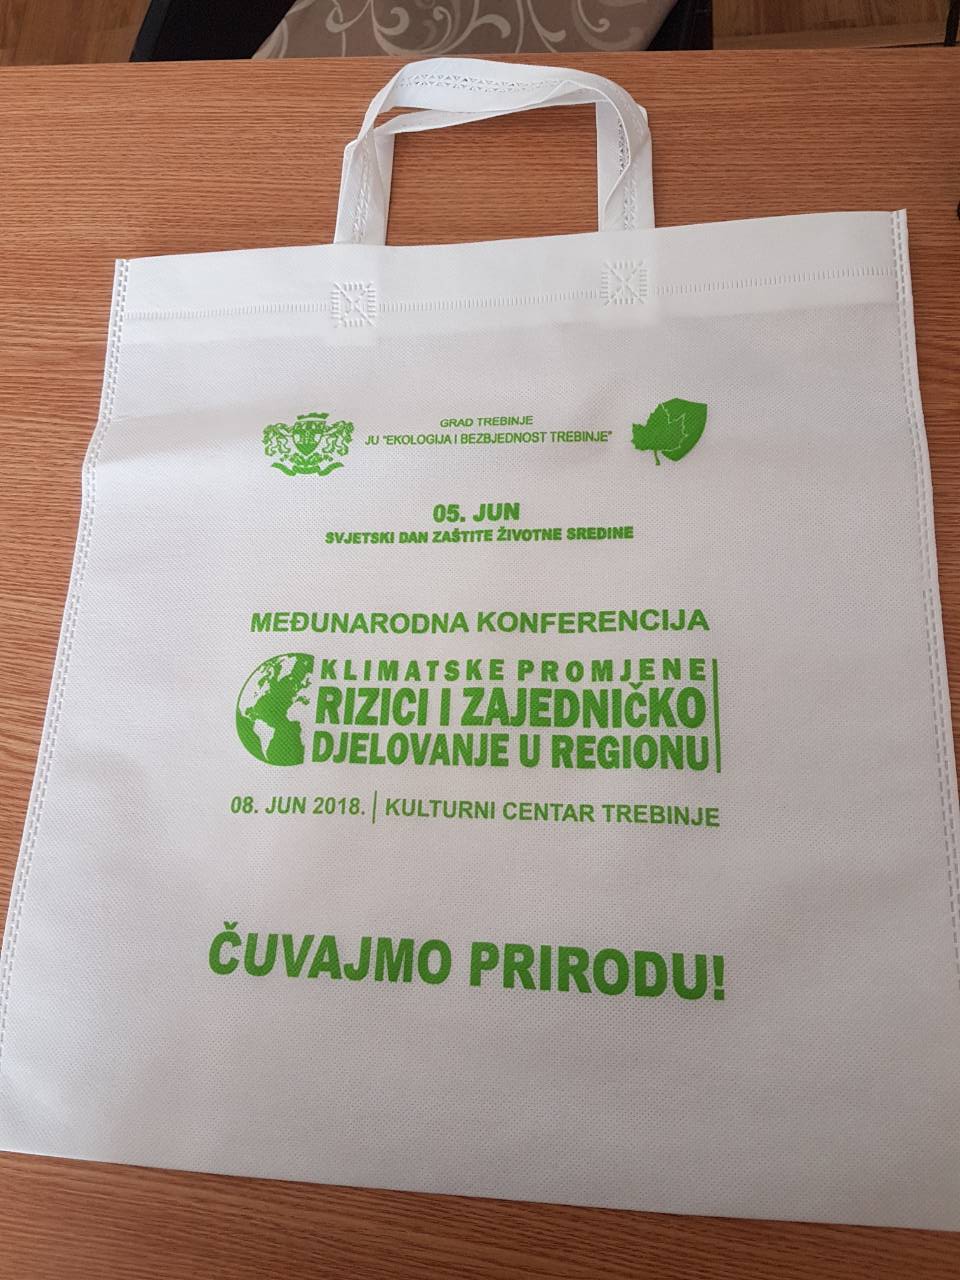 GRAD TREBINJE
JU "EKOLOGIJA I BEZBJEDNOST TREBINJE"
05. JUN
SVJETSKI DAN ZAŠTITE ŽIVOTNE SREDINE
MEĐUNARODNA KONFERENCIJA
KLIMATSKE PROMJENE
RIZICI I ZAJEDNIČKO
DJELOVANJE U REGIONU
08. JUN 2018. | KULTURNI CENTAR TREBINJE
ČUVAJMO PRIRODU!